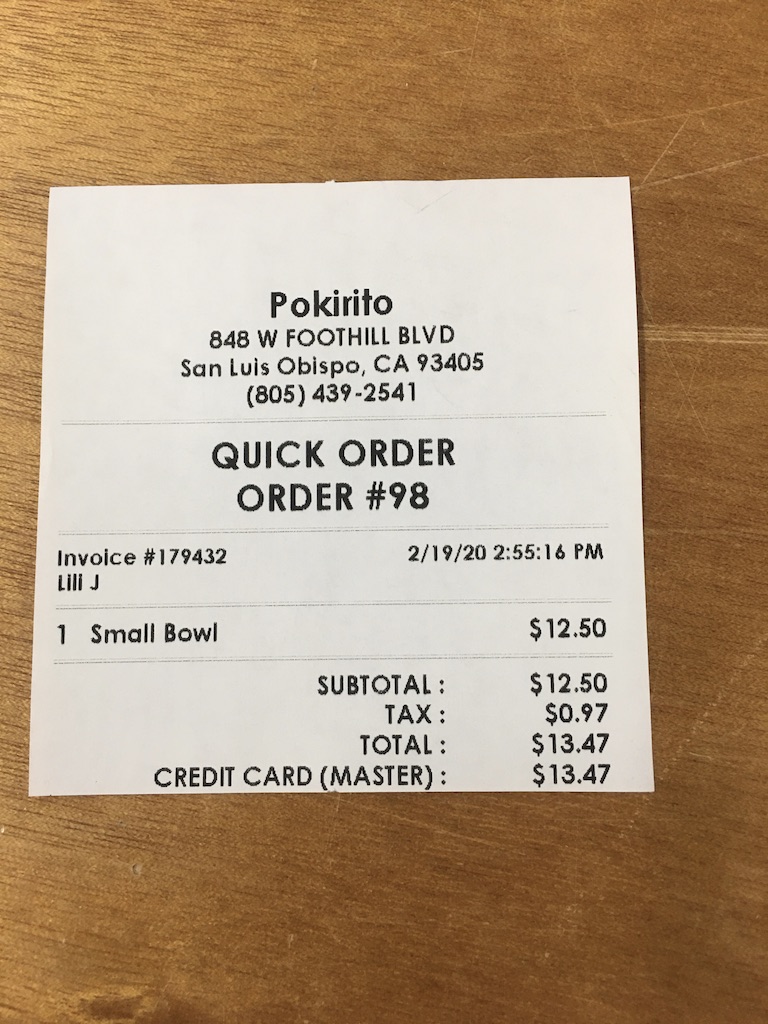 Pokirito
848 W FOOTHILL BLVD
San Luis Obispo, CA 93405
(805) 439-2541
QUICK ORDER
ORDER #98
Invoice #179432 2/19/20 2:55:16 PM
Lili J
1 Small Bowl $12.50
SUBTOTAL : $12.50
TAX : $0.97
TOTAL : $13.47
CREDIT CARD (MASTER) : $13.47